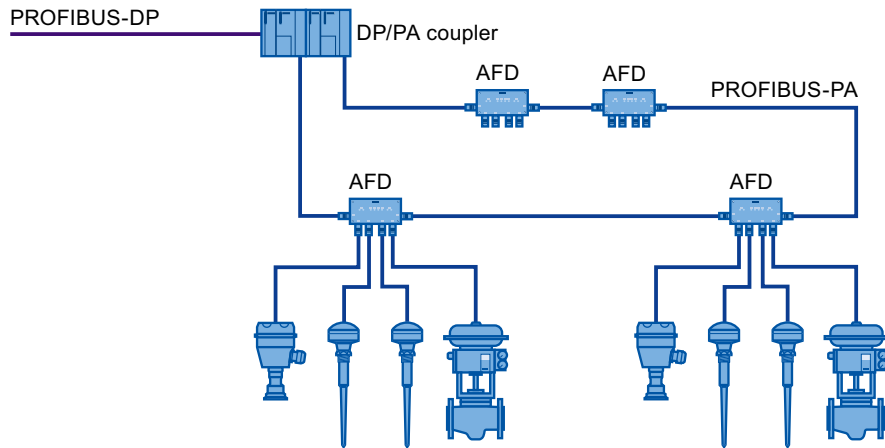 PROFIBUS-DP
DP/PA coupler
AFD
AFD
PROFIBUS-PA
AFD
AFD